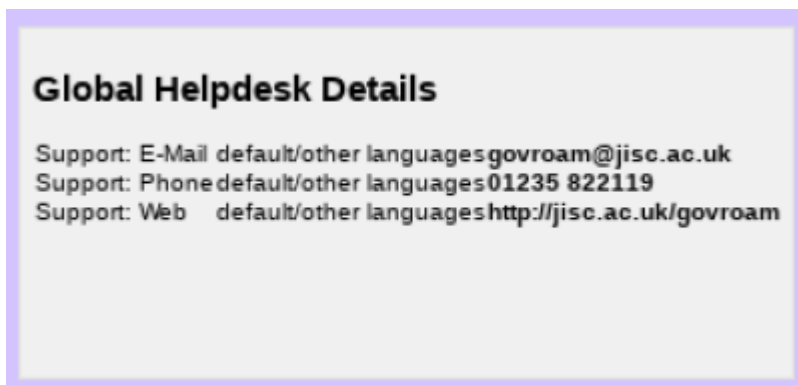 Global Helpdesk Details
Support: E-Mail default/other languages govroam@jisc.ac.uk
Support: Phone default/other languages 01235 822119
Support: Web default/other languages http://jisc.ac.uk/govroam